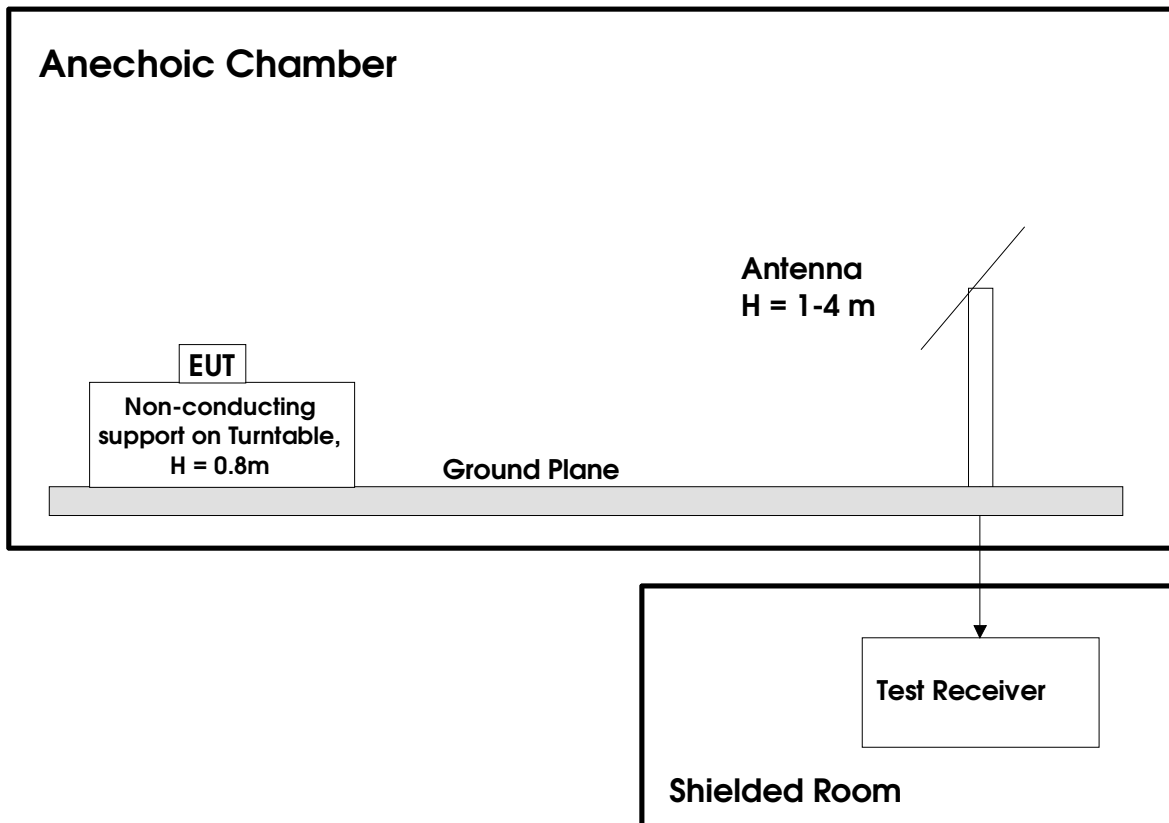 Anechoic Chamber
Antenna
H = 1-4 m
EUT
Non-conducting
support on Turntable,
H = 0.8m
Ground Plane
Test Receiver
Shielded Room